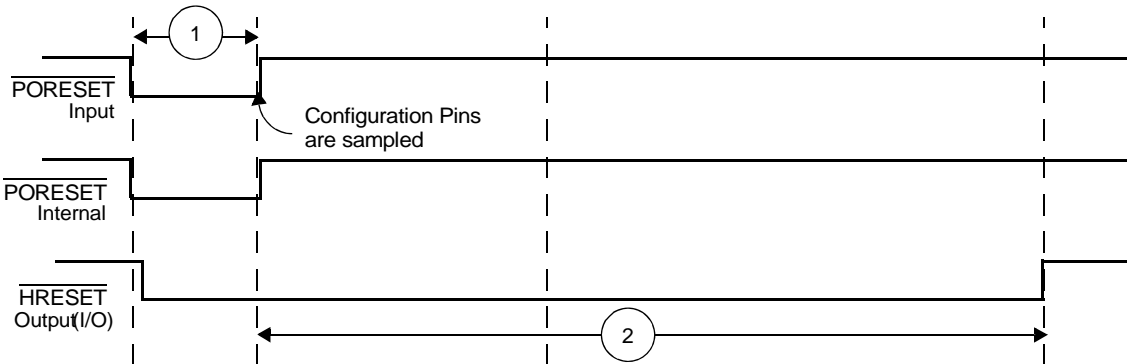 1
PORESET
Input
Configuration Pins
are sampled
PORESET
Internal
HRESET
Output(I/O)
2